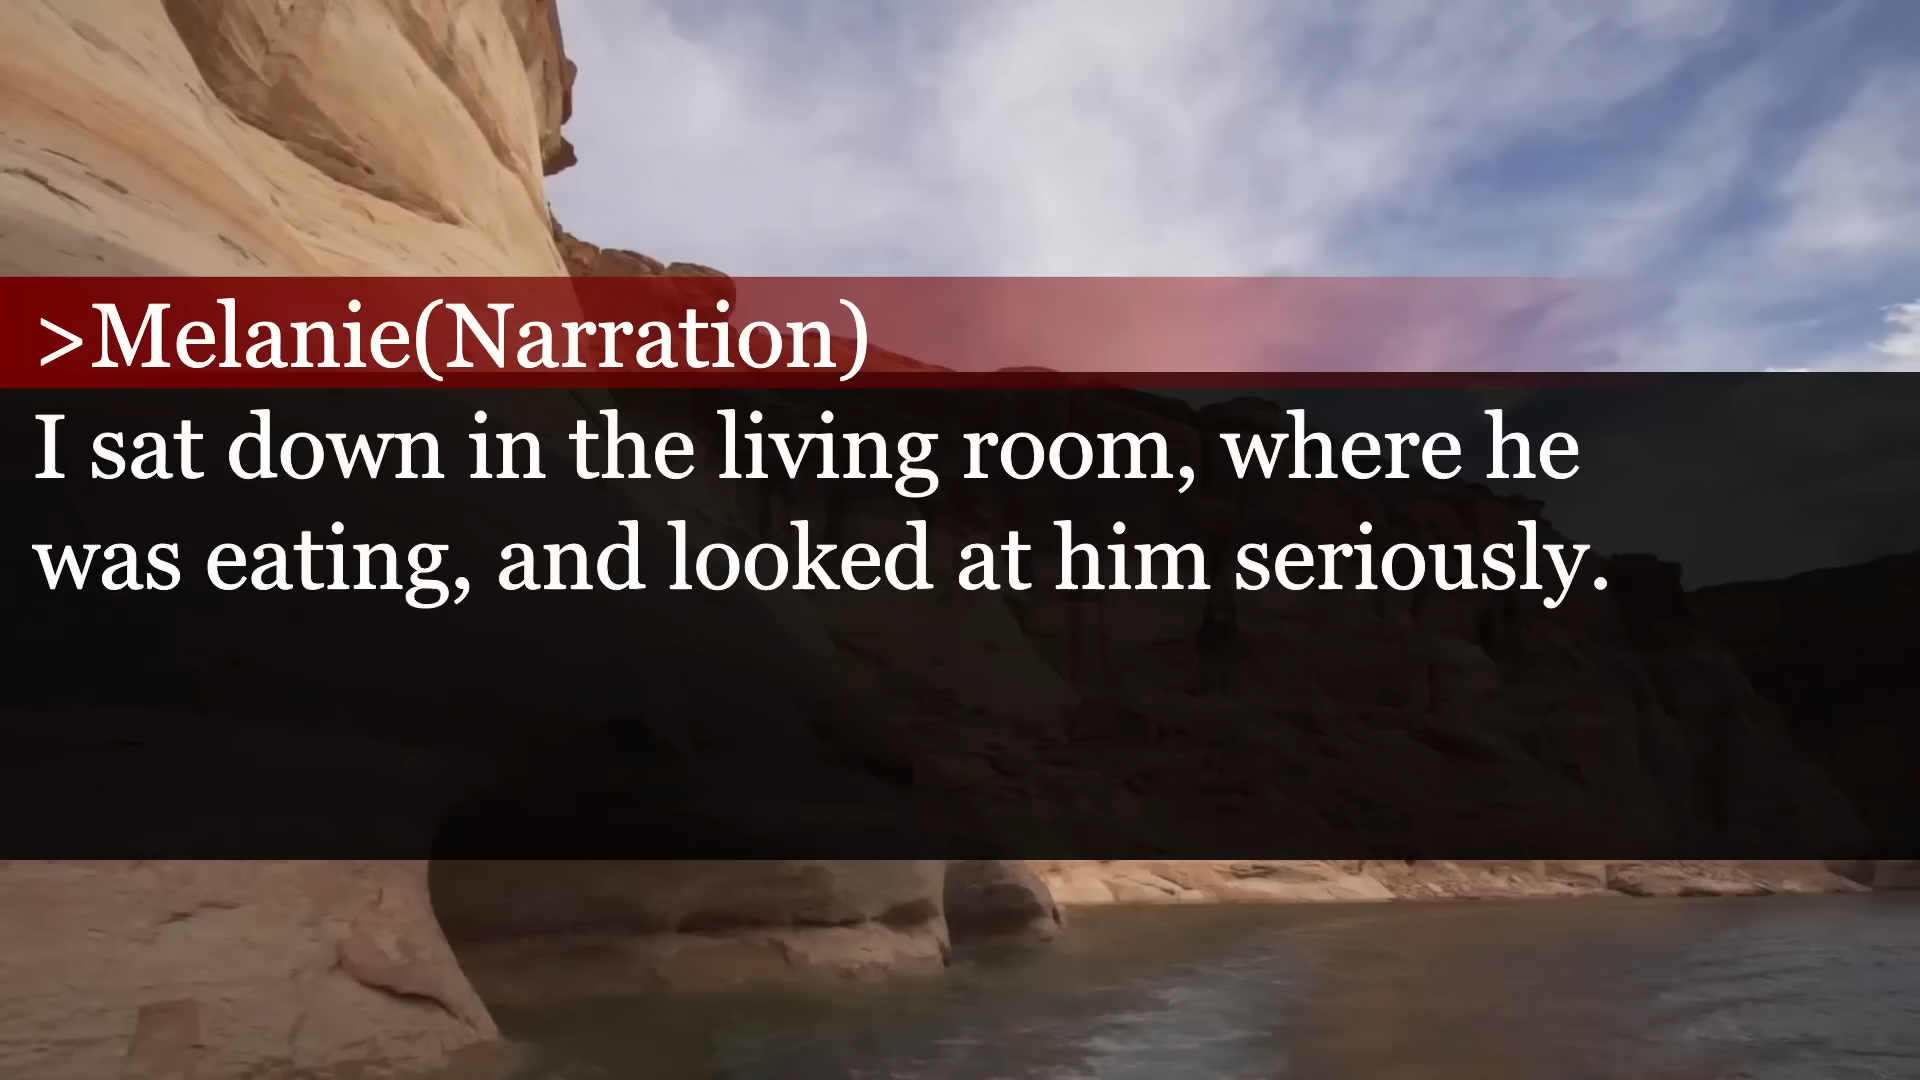 >Melanie(Narration)
I sat down in the living room, where he
was eating, and looked at him seriously.